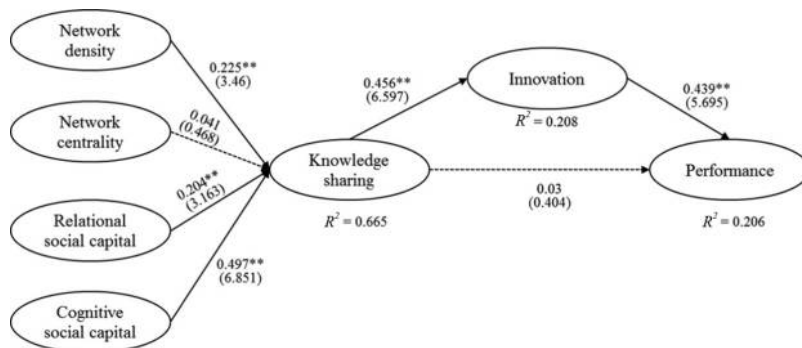 Network
density
0.225**
(3.46)
0.456**
(6.597)
Innovation
0.439**
(5.695)
R² = 0.208
Network
centrality
0.041
(0.468)
Knowledge
sharing
Performance
0.03
(0.404)
R² = 0.665
R² = 0.206
Relational
social capital
0.204**
(3.163)
0.497**
(6.851)
Cognitive
social capital